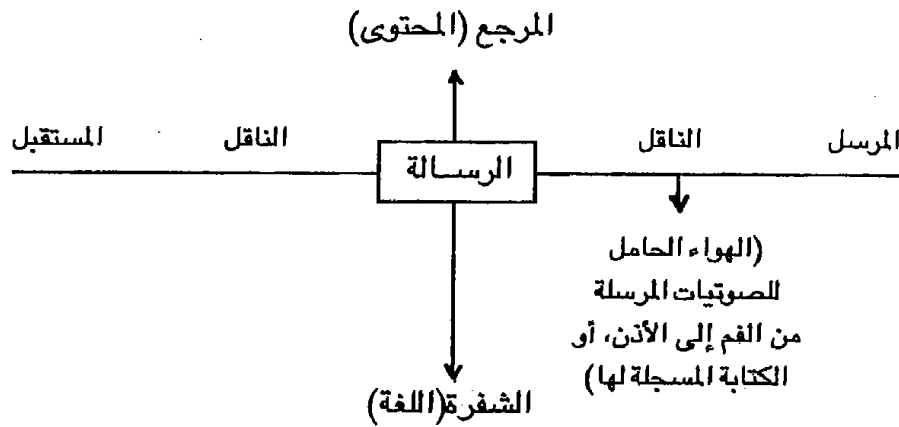 المرجع (المحتوى)
المرسل الناقل الناقل المستقبل
الرسالة
(الهواء الحامل
للصوتيات المرسلة
من الفم إلى الأذن، أو
الكتابة المسجلة لها)
الشفرة (اللغة)